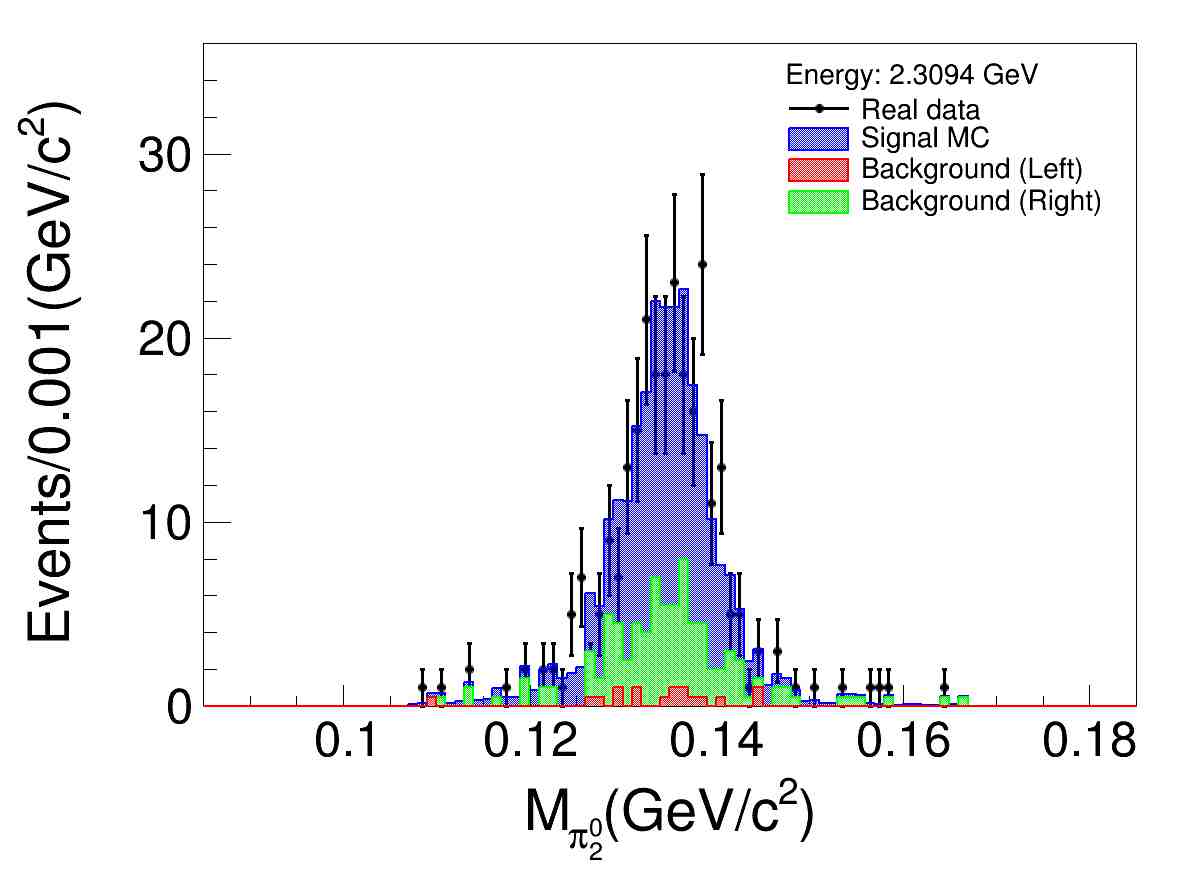 Energy: 2.3094 GeV
Real data
Signal MC
Background (Left)
Background (Right)
Events/0.001(GeV/c²)
30
20
10
0
0.1 0.12 0.14 0.16 0.18
M_{π⁰₂}(GeV/c²)